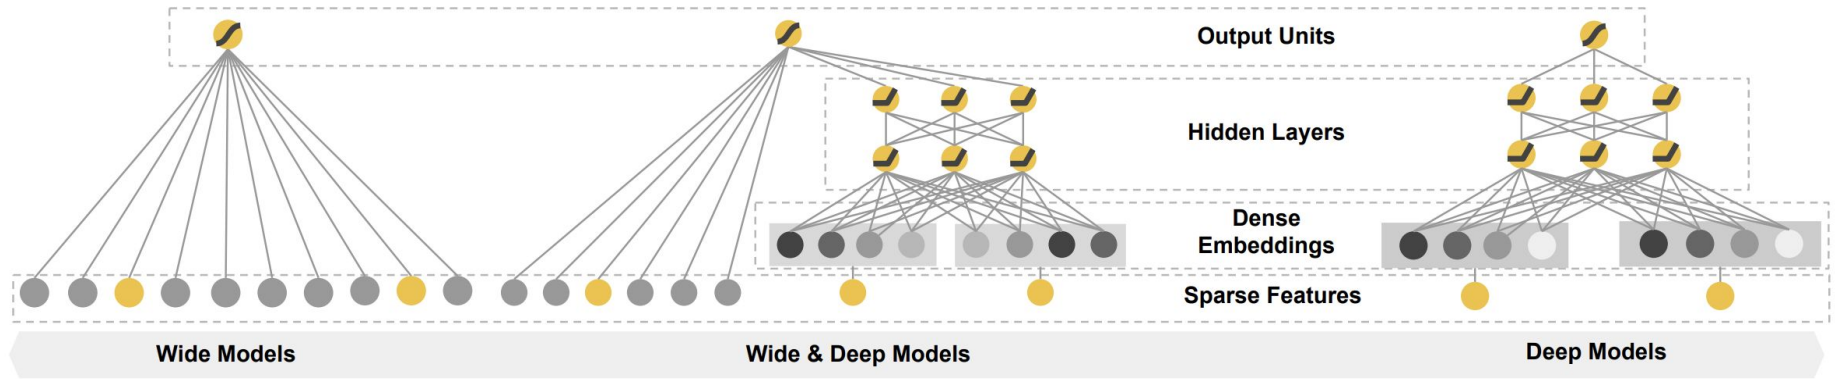 Output Units
Hidden Layers
Dense
Embeddings
Sparse Features
Wide Models
Wide & Deep Models
Deep Models